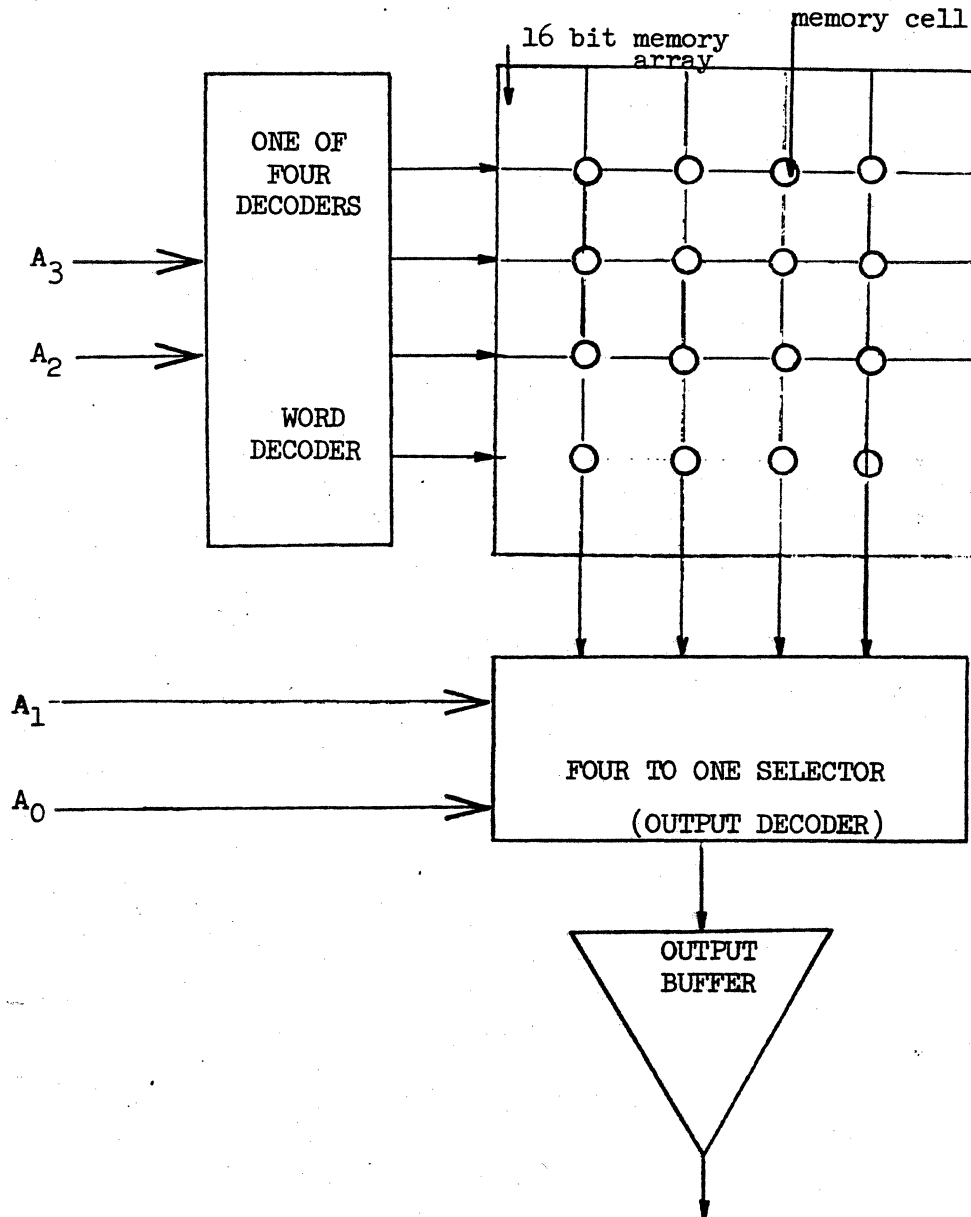 memory cell
16 bit memory
array
ONE OF
FOUR
DECODERS
A3
A2
WORD
DECODER
A1
FOUR TO ONE SELECTOR
A0
(OUTPUT DECODER)
OUTPUT
BUFFER